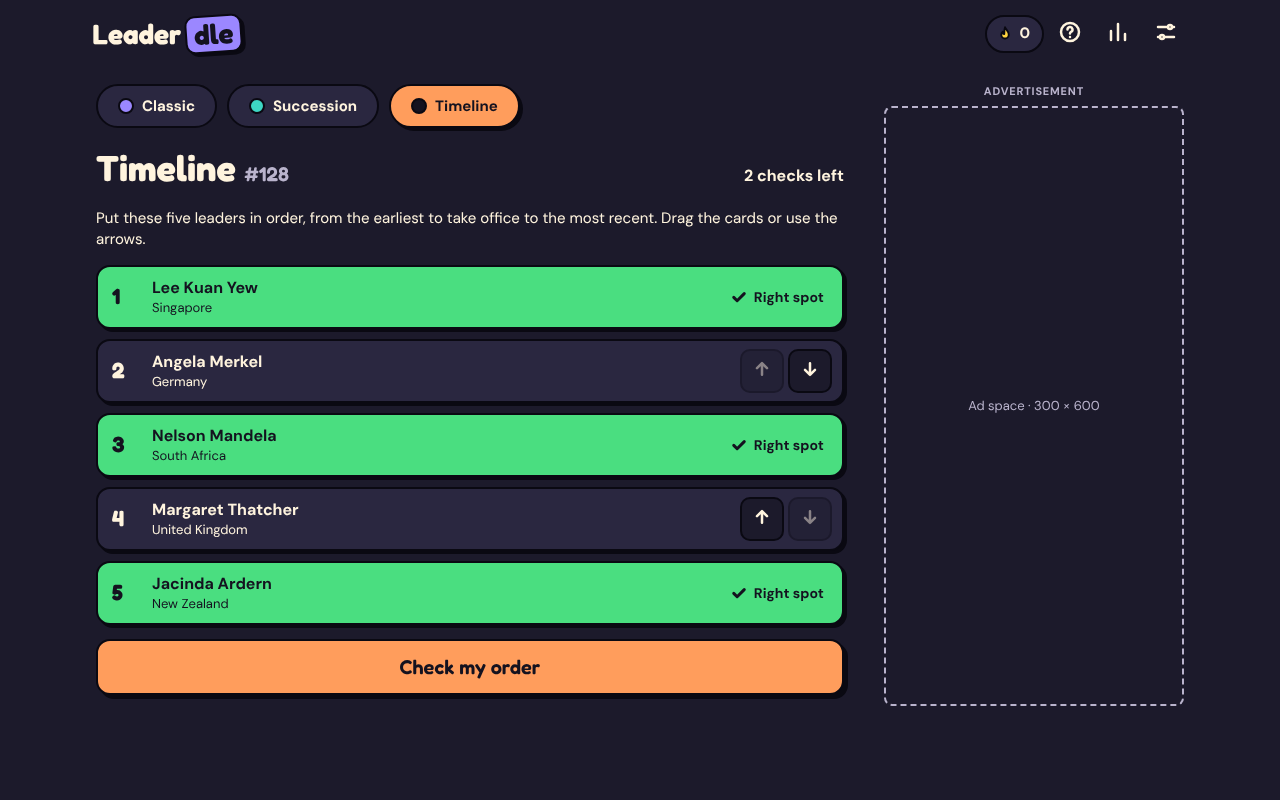 Leader dle
0
Classic
Succession
Timeline
ADVERTISEMENT
Timeline #128
2 checks left
Put these five leaders in order, from the earliest to take office to the most recent. Drag the cards or use the
arrows.
1
Lee Kuan Yew
Singapore
Right spot
2
Angela Merkel
Germany
3
Nelson Mandela
South Africa
Right spot
4
Margaret Thatcher
United Kingdom
5
Jacinda Ardern
New Zealand
Right spot
Check my order
Ad space · 300 × 600